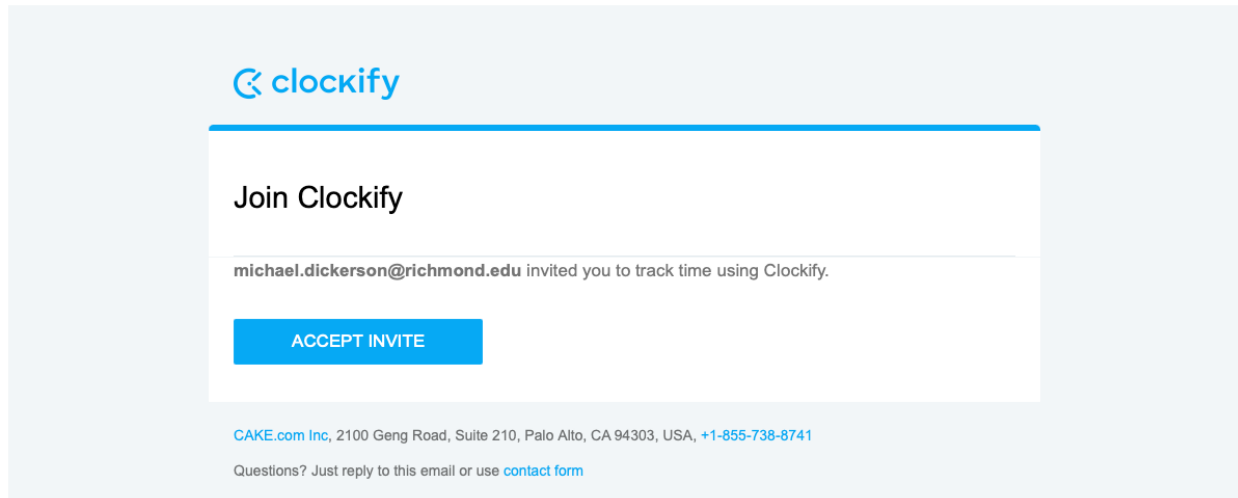 clockify
Join Clockify
michael.dickerson@richmond.edu invited you to track time using Clockify.
ACCEPT INVITE
CAKE.com Inc, 2100 Geng Road, Suite 210, Palo Alto, CA 94303, USA, +1-855-738-8741
Questions? Just reply to this email or use contact form